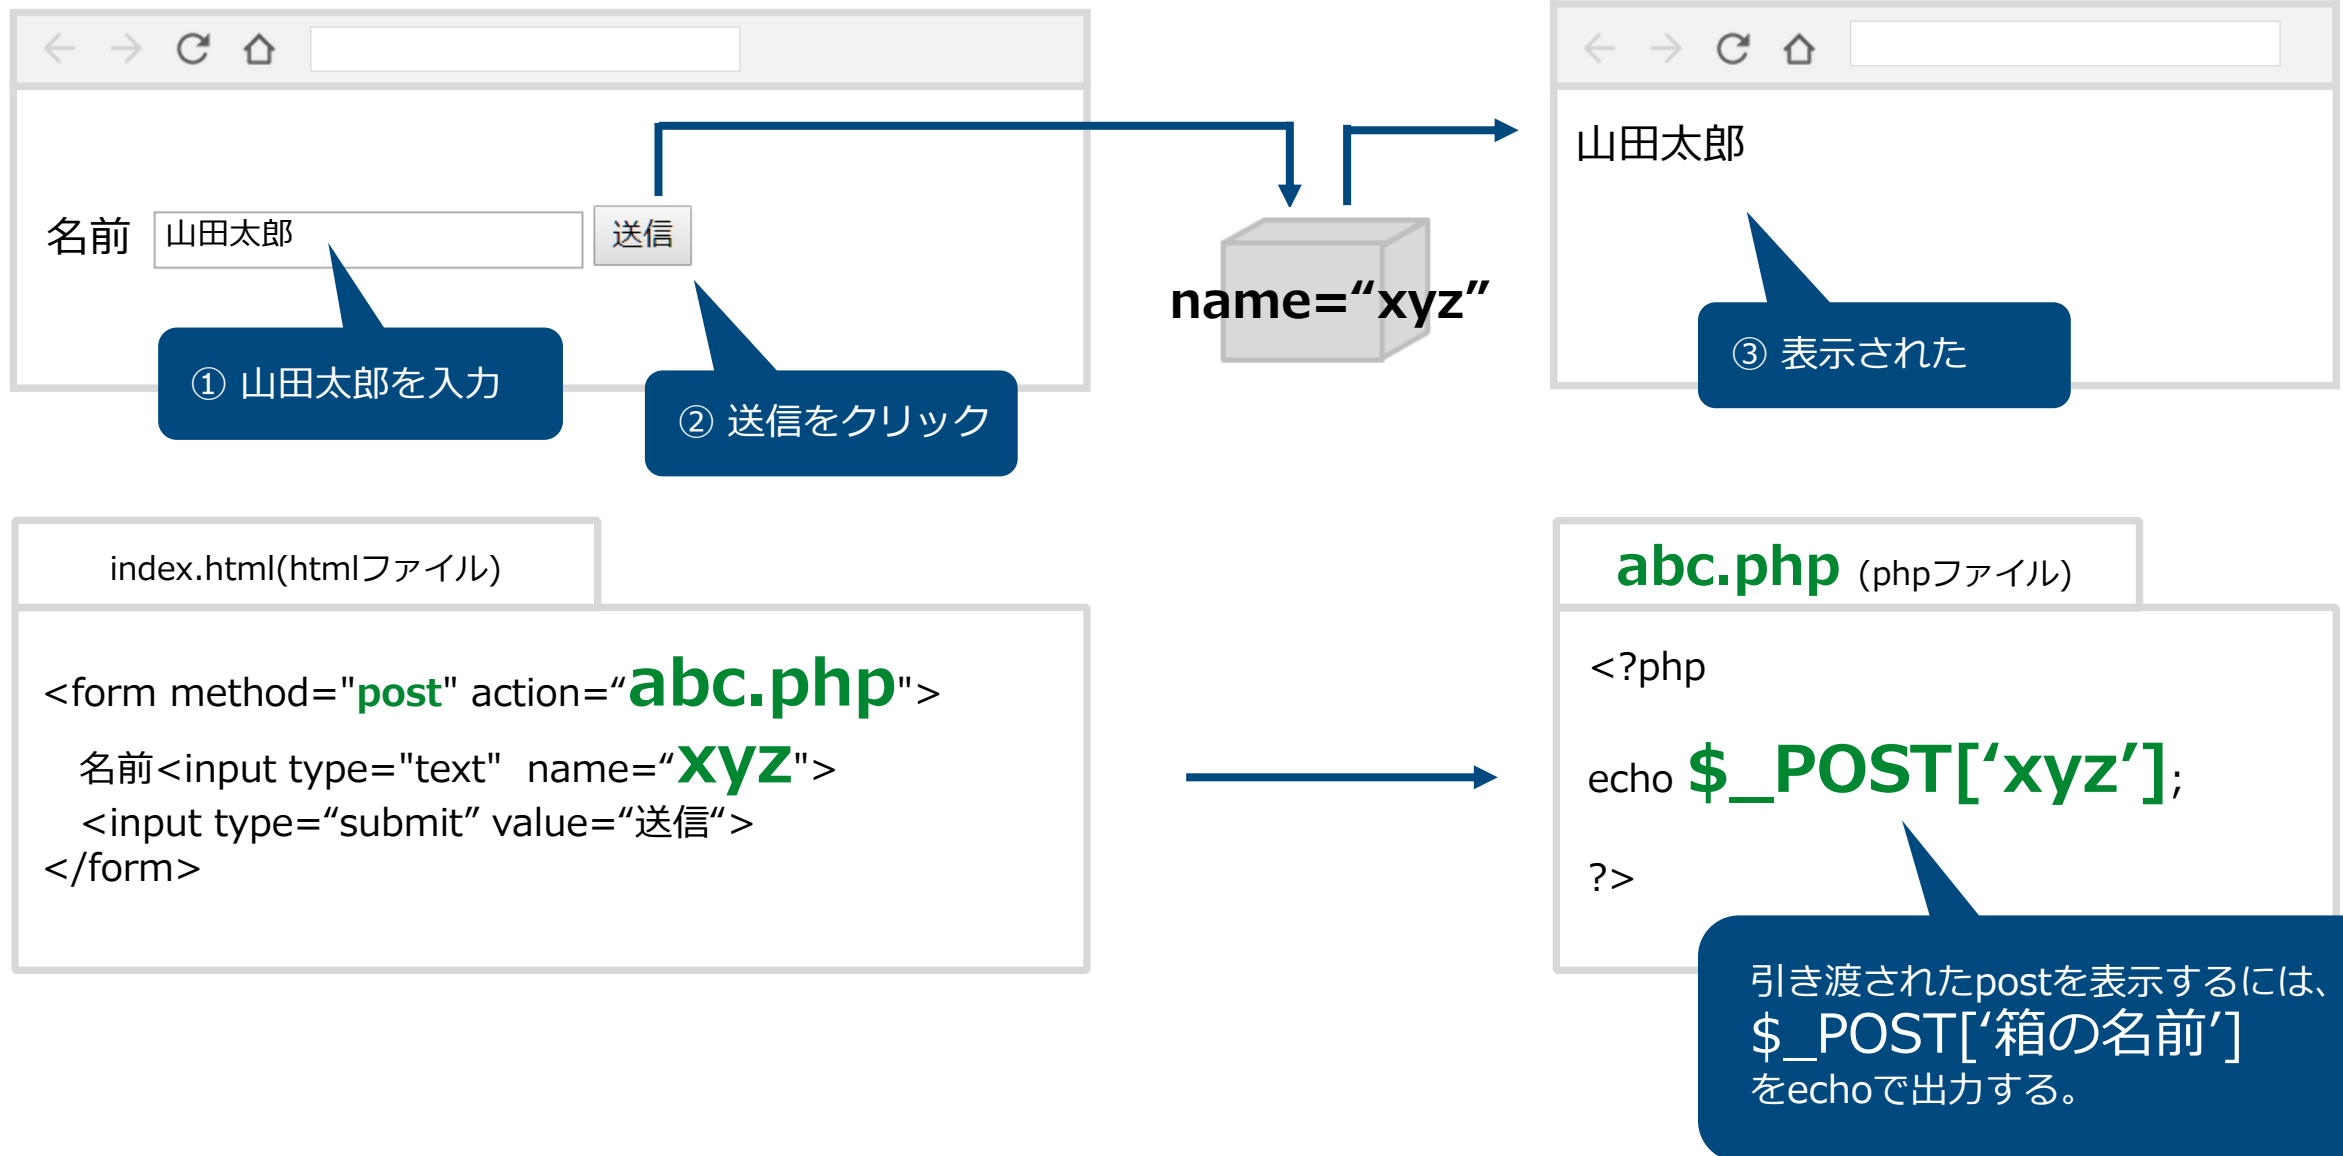 名前 山田太郎 送信
① 山田太郎を入力
② 送信をクリック
name=“xyz”
山田太郎
③ 表示された
index.html(htmlファイル)
<form method="post" action=“abc.php">
名前<input type="text" name=“xyz">
<input type=“submit” value=“送信“>
</form>
abc.php (phpファイル)
<?php
echo $_POST[‘xyz’];
?>
引き渡されたpostを表示するには、
$_POST[‘箱の名前’]
をechoで出力する。